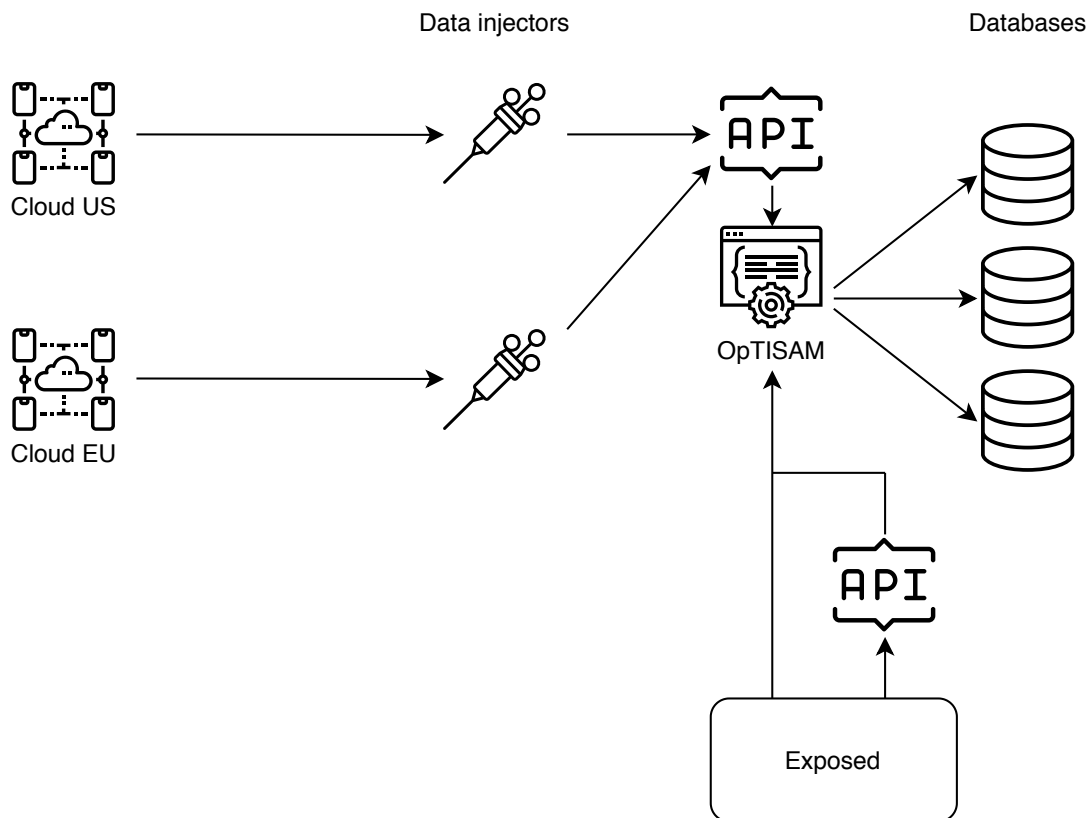 Data injectors
Databases
API
Cloud US
OpTISAM
Cloud EU
API
Exposed